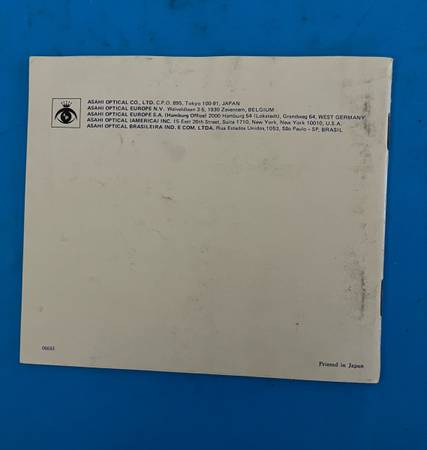 ASAHI OPTICAL CO., LTD. C.P.O. 895, Tokyo 100-91, JAPAN
ASAHI OPTICAL EUROPE N.V. Weiveldlaan 3-5, 1930 Zaventem, BELGIUM
ASAHI OPTICAL EUROPE S.A. (Hamburg Office) 2000 Hamburg 54 (Lokstedt), Grandweg 64, WEST GERMANY
ASAHI OPTICAL (AMERICA) INC. 15 East 26th Street, Suite 1710, New York, New York 10010, U.S.A.
ASAHI OPTICAL BRASILEIRA IND. E COM. LTDA. Rua Estados Unidos, 1053, São Paulo - SP, BRASIL
Printed in Japan